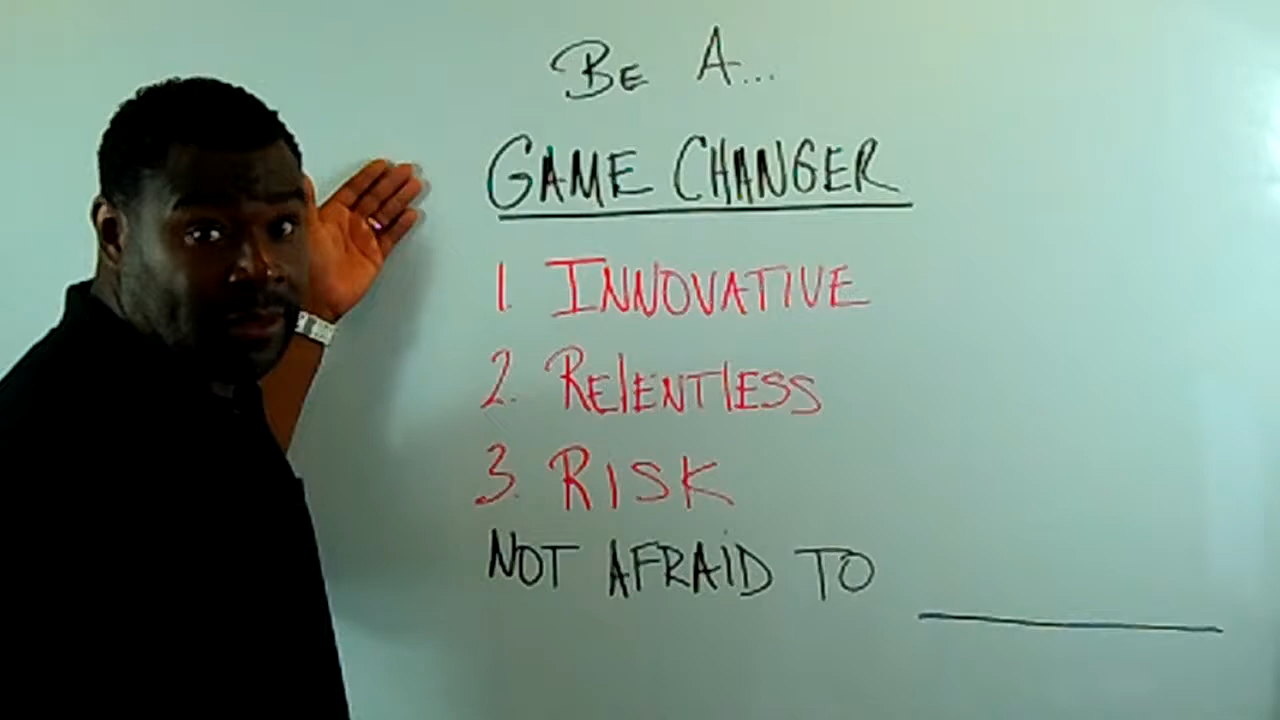 BE A...
GAME CHANGER
1. INNOVATIVE
2. RELENTLESS
3. RISK
NOT AFRAID TO